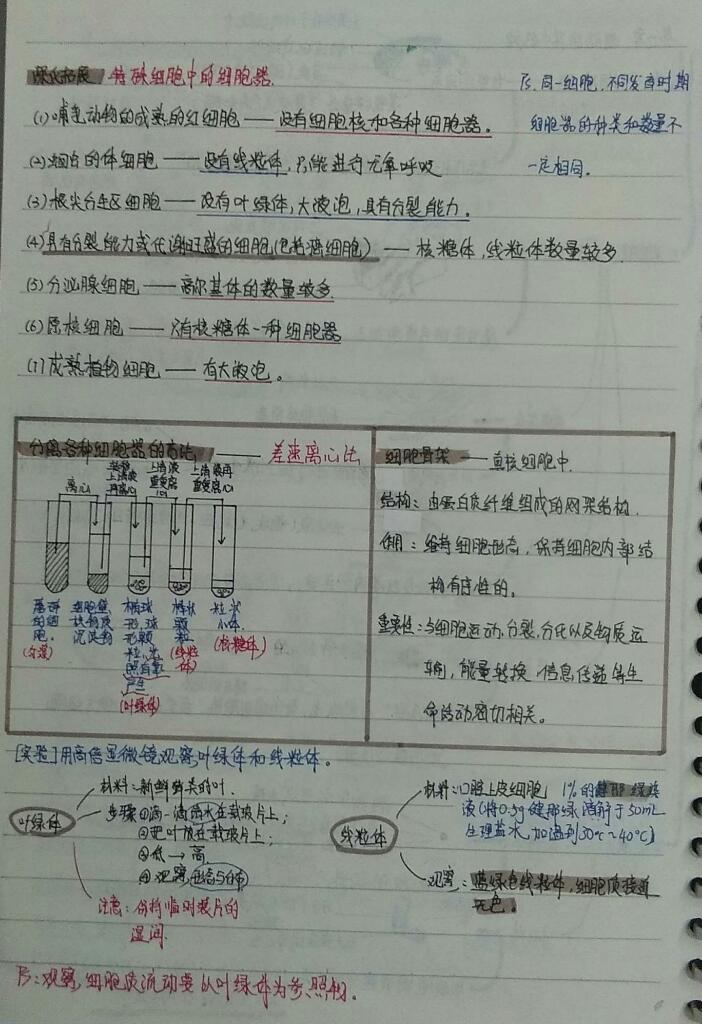 深化拓展 特殊细胞中的细胞器.
(1)哺乳动物的成熟的红细胞——没有细胞核和各种细胞器。
(2)蛔虫的体细胞——没有线粒体,只能进行无氧呼吸
(3)根尖分生区细胞——没有叶绿体,大液泡,具有分裂能力.
(4)具有分裂能力或代谢旺盛的细胞(包括癌细胞)——核糖体,线粒体数量较多.
(5)分泌腺细胞——高尔基体的数量较多.
(6)原核细胞——只有核糖体一种细胞器
(7)成熟植物细胞——有大液泡。
Ps:同一细胞,不同发育时期
细胞器的种类和数量不
一定相同.
分离各种细胞器的方法——差速离心法
离心
上清液
再离心
上清液
重复离
心
上清液再
重复离心
破碎
的细
胞.
(匀浆)
细胞壁
沉淀物
椭球
形,球
形颗
粒,光
照有氧
产生
(叶绿体)
棒状
颗
粒
(线粒
体)
粒状
小体.
(核糖体)
细胞骨架——真核细胞中.
结构:由蛋白质纤维组成的网架结构.
作用:维持细胞形态,保持细胞内部结
构有序性的.
重要性:与细胞运动,分裂,分化以及物质运
输,能量转换,信息传递等生
命活动密切相关。
[实验]用高倍显微镜观察叶绿体和线粒体。
叶绿体
材料:新鲜藓类的叶.
步骤①滴一滴清水在载玻片上;
②把叶放在载玻片上;
③低→高.
④观察形态与分布
注意:保持临时装片的
湿润.
线粒体
材料:口腔上皮细胞 1%的健那绿染
液(将0.5g健那绿溶解于50mL
生理盐水,加温到30℃~40℃)
观察:蓝绿色线粒体,细胞质接近
无色。
Ps:观察细胞质流动要以叶绿体为参照物。